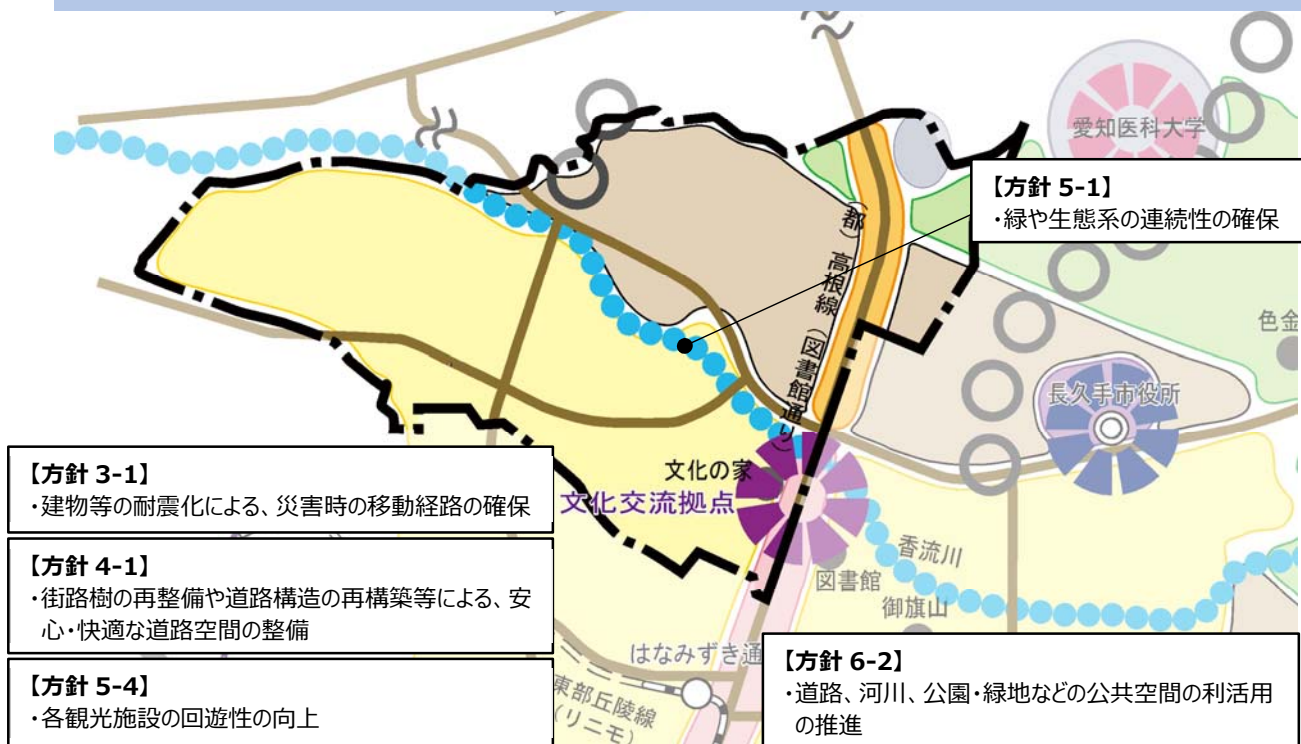 愛知医科大学
【方針 5-1】
・緑や生態系の連続性の確保
(都)高根線(図書館通り)
色金
長久手市役所
【方針 3-1】
・建物等の耐震化による、災害時の移動経路の確保
文化の家
文化交流拠点
【方針 4-1】
・街路樹の再整備や道路構造の再構築等による、安
心・快適な道路空間の整備
香流川
図書館
御旗山
はなみずき通
【方針 5-4】
・各観光施設の回遊性の向上
東部丘陵線
(リニモ)
【方針 6-2】
・道路、河川、公園・緑地などの公共空間の利活用
の推進